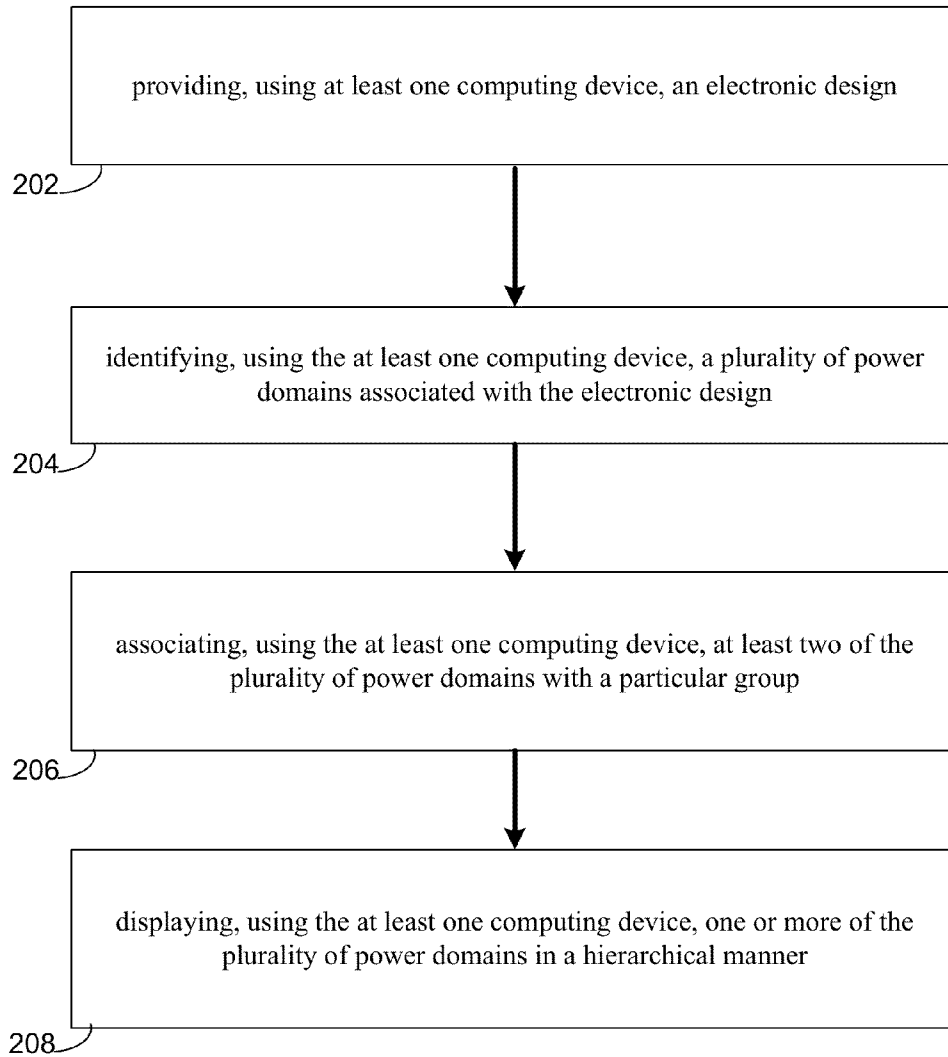 providing, using at least one computing device, an electronic design
202
identifying, using the at least one computing device, a plurality of power
domains associated with the electronic design
204
associating, using the at least one computing device, at least two of the
plurality of power domains with a particular group
206
displaying, using the at least one computing device, one or more of the
plurality of power domains in a hierarchical manner
208